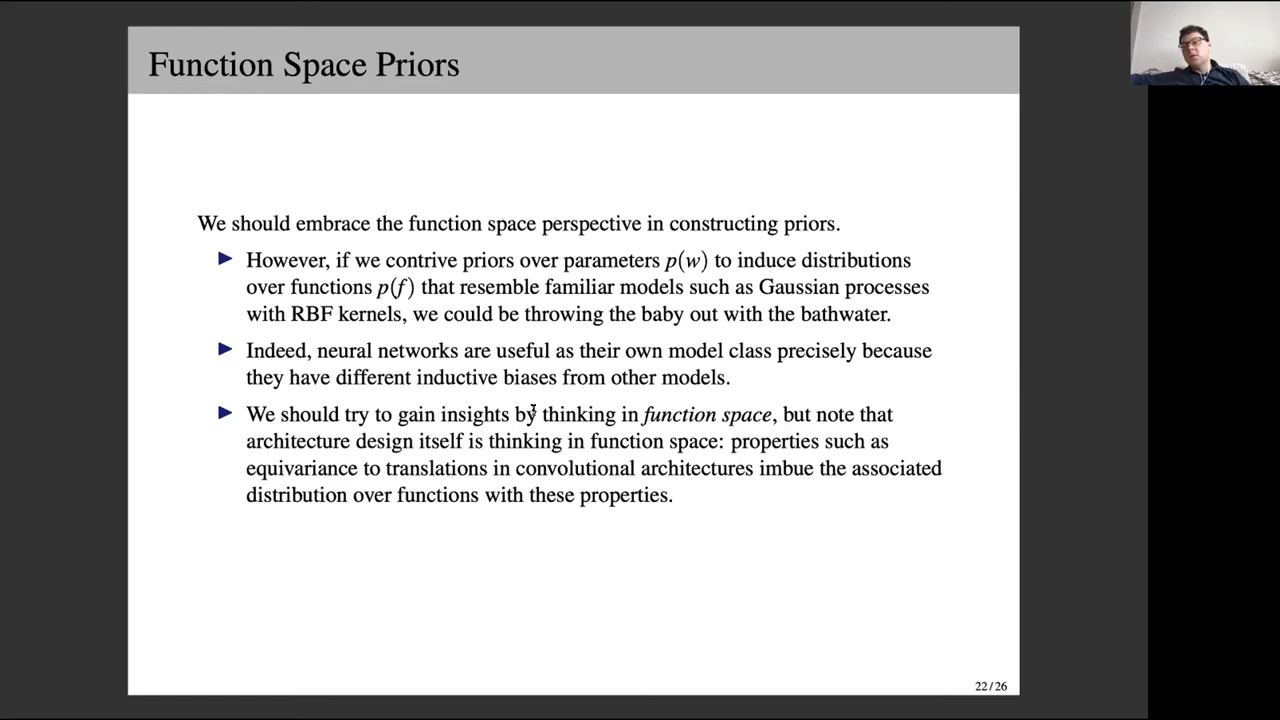 Function Space Priors
We should embrace the function space perspective in constructing priors.
However, if we contrive priors over parameters p(w) to induce distributions
over functions p(f) that resemble familiar models such as Gaussian processes
with RBF kernels, we could be throwing the baby out with the bathwater.
Indeed, neural networks are useful as their own model class precisely because
they have different inductive biases from other models.
We should try to gain insights by thinking in function space, but note that
architecture design itself is thinking in function space: properties such as
equivariance to translations in convolutional architectures imbue the associated
distribution over functions with these properties.
22 / 26